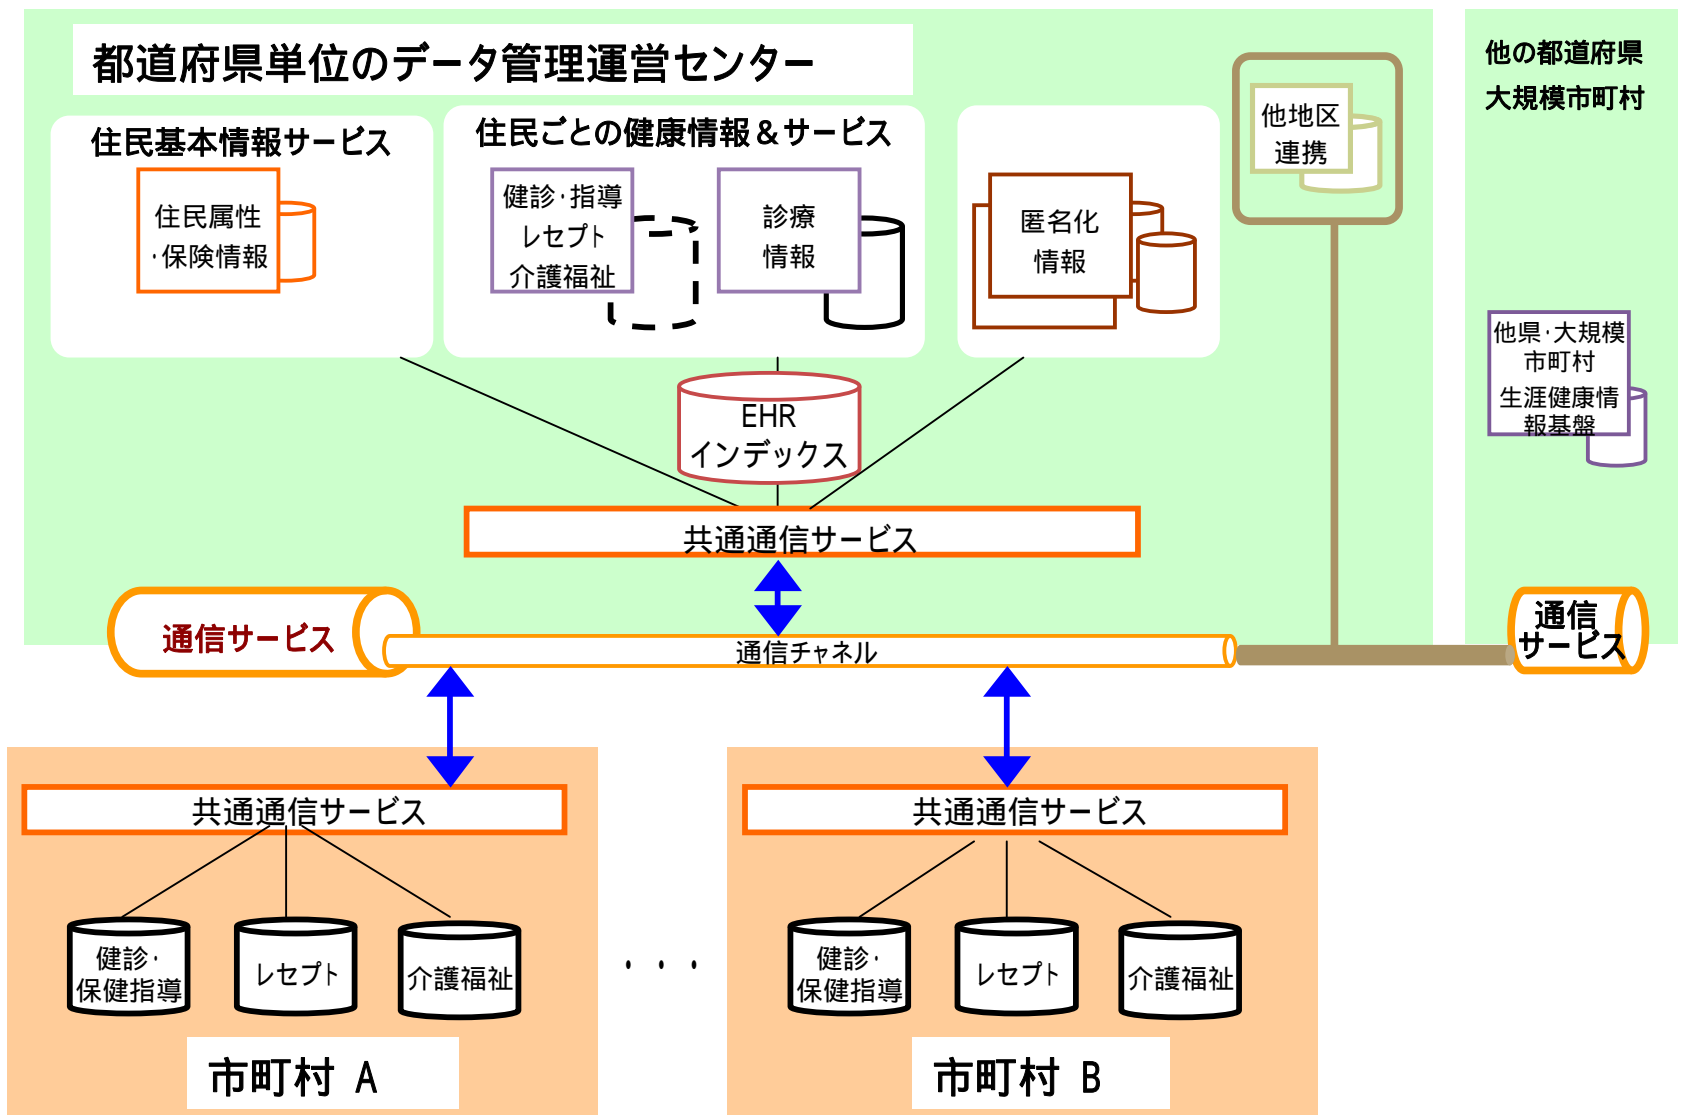 都道府県単位のデータ管理運営センター
他の都道府県
大規模市町村
住民基本情報サービス
住民属性
・保険情報
住民ごとの健康情報＆サービス
健診・指導
レセプト
介護福祉
診療
情報
匿名化
情報
他地区
連携
他県・大規模
市町村
生涯健康情
報基盤
EHR
インデックス
共通通信サービス
通信サービス
通信チャネル
通信
サービス
共通通信サービス
健診・
保健指導
レセプト
介護福祉
市町村 A
・・・
共通通信サービス
健診・
保健指導
レセプト
介護福祉
市町村 B